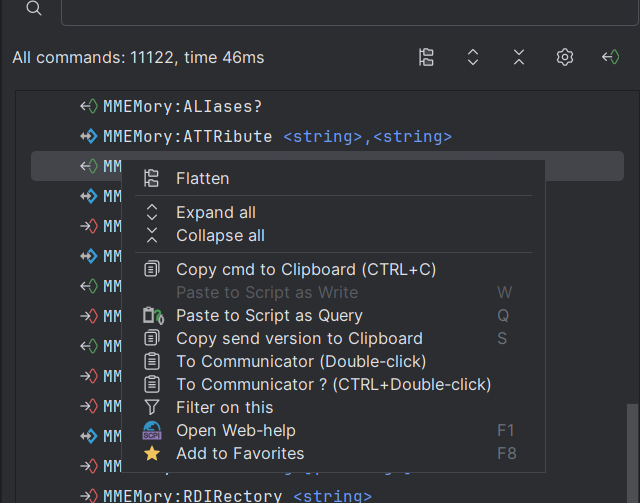 All commands: 11122, time 46ms
MMEMory:ALIases?
MMEMory:ATTRibute <string>,<string>
MM
Flatten
MM
Expand all
MM
Collapse all
MM
Copy cmd to Clipboard (CTRL+C)
MM
Paste to Script as Write W
MM
Paste to Script as Query Q
MM
Copy send version to Clipboard S
To Communicator (Double-click)
MM
To Communicator ? (CTRL+Double-click)
MM
Filter on this
MM
Open Web-help F1
SCPI
Add to Favorites F8
MM
MMEMory:RDIRectory <string>